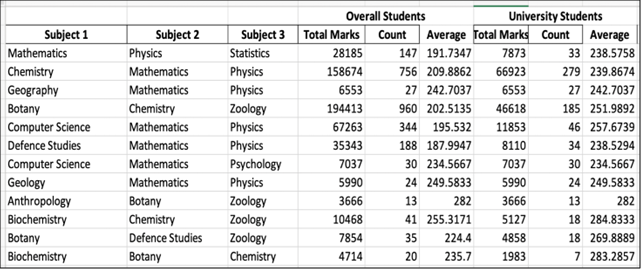 Overall Students University Students
Subject 1 Subject 2 Subject 3 Total Marks Count Average Total Marks Count Average
Mathematics Physics Statistics 28185 147 191.7347 7873 33 238.5758
Chemistry Mathematics Physics 158674 756 209.8862 66923 279 239.8674
Geography Mathematics Physics 6553 27 242.7037 6553 27 242.7037
Botany Chemistry Zoology 194413 960 202.5135 46618 185 251.9892
Computer Science Mathematics Physics 67263 344 195.532 11853 46 257.6739
Defence Studies Mathematics Physics 35343 188 187.9947 8110 34 238.5294
Computer Science Mathematics Psychology 7037 30 234.5667 7037 30 234.5667
Geology Mathematics Physics 5990 24 249.5833 5990 24 249.5833
Anthropology Botany Zoology 3666 13 282 3666 13 282
Biochemistry Chemistry Zoology 10468 41 255.3171 5127 18 284.8333
Botany Defence Studies Zoology 7854 35 224.4 4858 18 269.8889
Biochemistry Botany Chemistry 4714 20 235.7 1983 7 283.2857